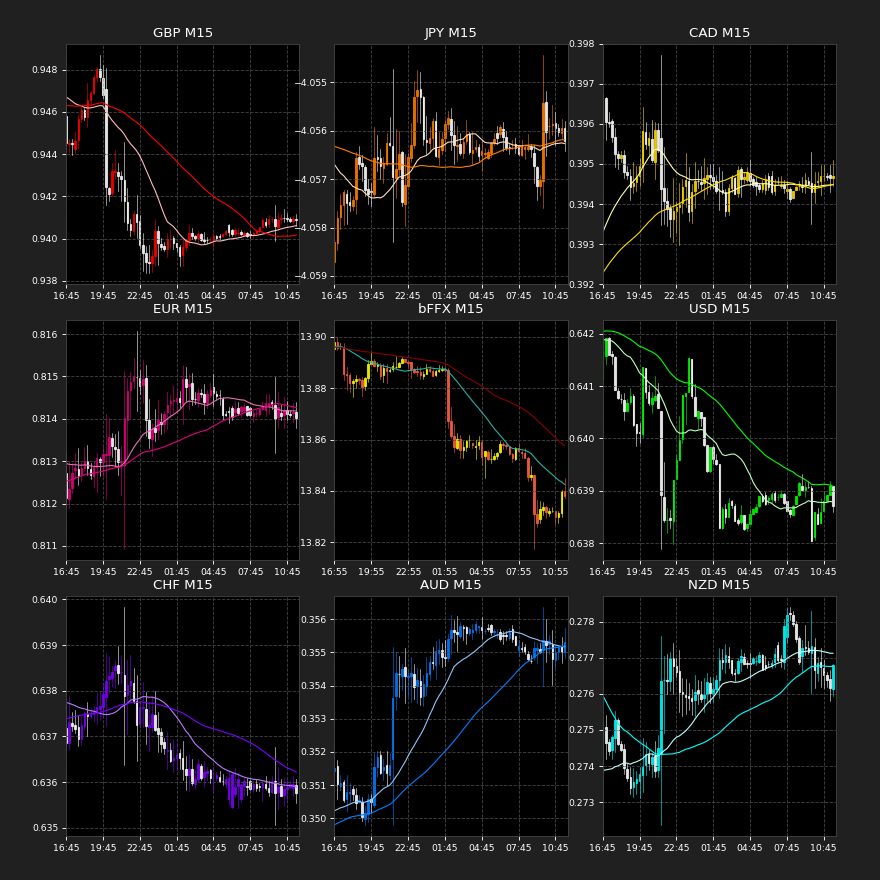 GBP M15
0.948
0.946
0.944
0.942
0.940
0.938
16:45 19:45 22:45 01:45 04:45 07:45 10:45
JPY M15
−4.055
−4.056
−4.057
−4.058
−4.059
16:45 19:45 22:45 01:45 04:45 07:45 10:45
CAD M15
0.398
0.397
0.396
0.395
0.394
0.393
0.392
16:45 19:45 22:45 01:45 04:45 07:45 10:45
EUR M15
0.816
0.815
0.814
0.813
0.812
0.811
16:45 19:45 22:45 01:45 04:45 07:45 10:45
bFFX M15
13.90
13.88
13.86
13.84
13.82
16:55 19:55 22:55 01:55 04:55 07:55 10:55
USD M15
0.642
0.641
0.640
0.639
0.638
16:45 19:45 22:45 01:45 04:45 07:45 10:45
CHF M15
0.640
0.639
0.638
0.637
0.636
0.635
16:45 19:45 22:45 01:45 04:45 07:45 10:45
AUD M15
0.356
0.355
0.354
0.353
0.352
0.351
0.350
16:45 19:45 22:45 01:45 04:45 07:45 10:45
NZD M15
0.278
0.277
0.276
0.275
0.274
0.273
16:45 19:45 22:45 01:45 04:45 07:45 10:45